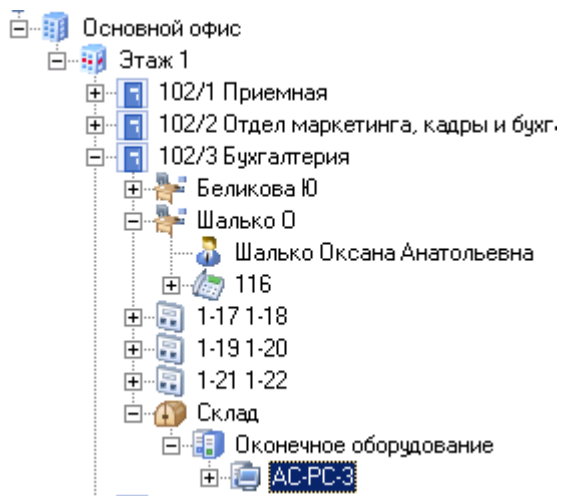 Основной офис
Этаж 1
102/1 Приемная
102/2 Отдел маркетинга, кадры и бухг
102/3 Бухгалтерия
Беликова Ю
Шалько О
Шалько Оксана Анатольевна
116
1-17 1-18
1-19 1-20
1-21 1-22
Склад
Оконечное оборудование
AC-PC-3